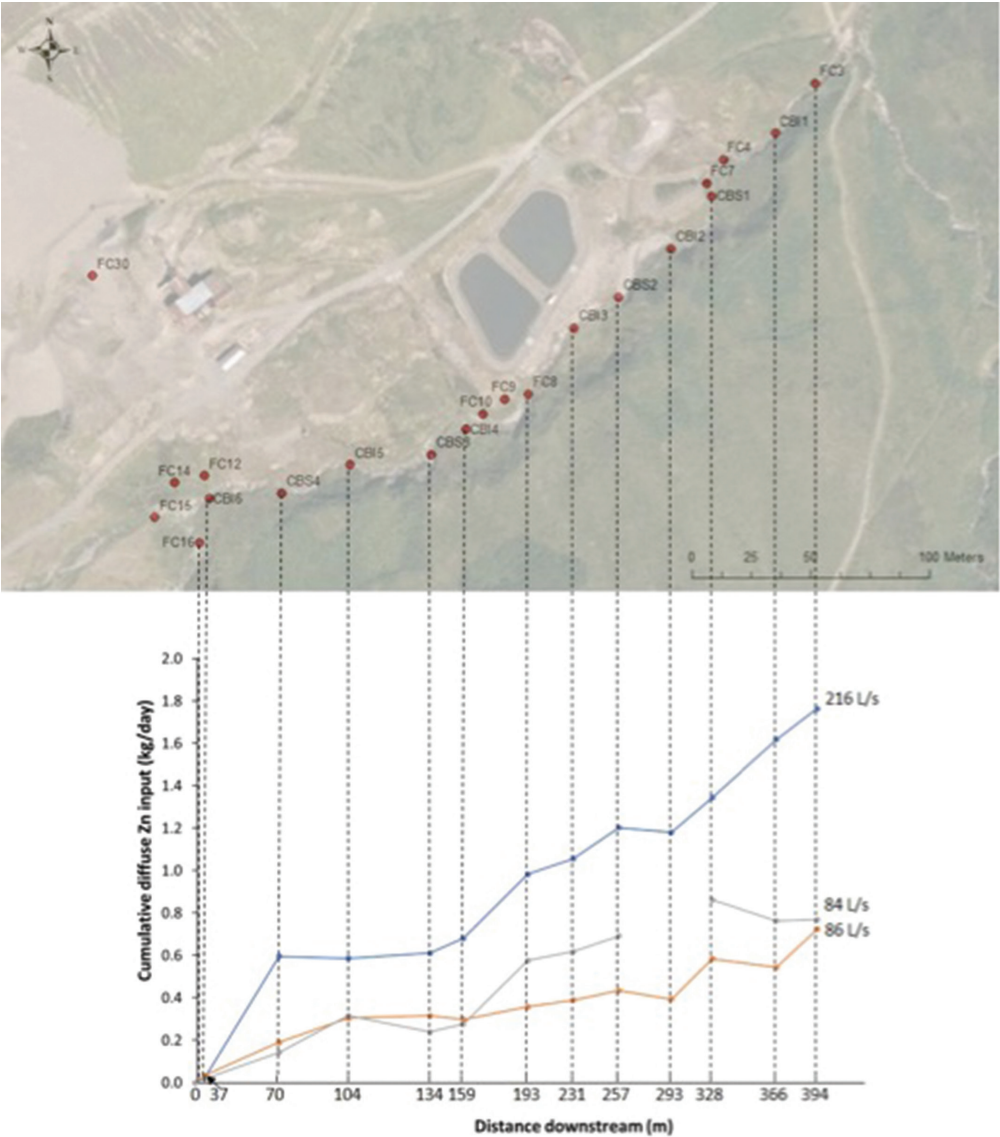 N
W E
S
FC3
CBI1
FC4
FC7
CBS1
CBI2
FC30
CBS2
CBI3
FC9 FC8
FC10
CBI4
CBS3
CBI5
FC14 FC12
CBS4
CBI6
FC15
FC16
0 25 50 100 Meters
2.0
1.8
1.6
1.4
1.2
1.0
0.8
0.6
0.4
0.2
0.0
Cumulative diffuse Zn input (kg/day)
216 L/s
84 L/s
86 L/s
0 37 70 104 134 159 193 231 257 293 328 366 394
Distance downstream (m)